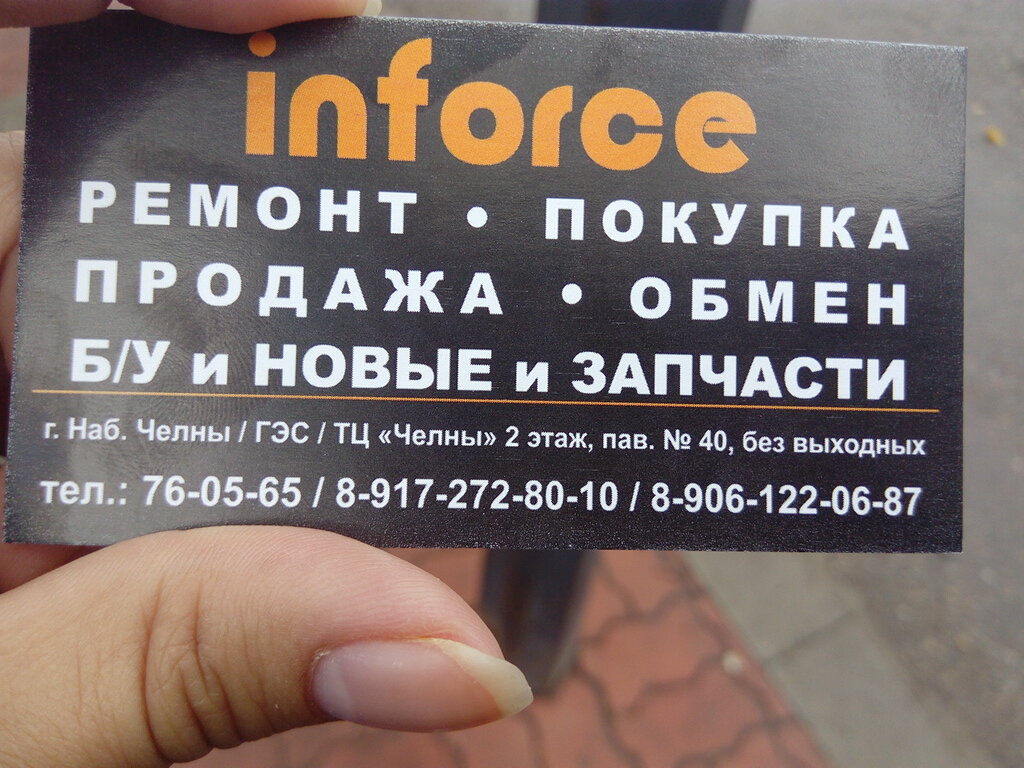 inforce
РЕМОНТ • ПОКУПКА
ПРОДАЖА • ОБМЕН
Б/У и НОВЫЕ и ЗАПЧАСТИ
г. Наб. Челны / ГЭС / ТЦ «Челны» 2 этаж, пав. № 40, без выходных
тел.: 76-05-65 / 8-917-272-80-10 / 8-906-122-06-87